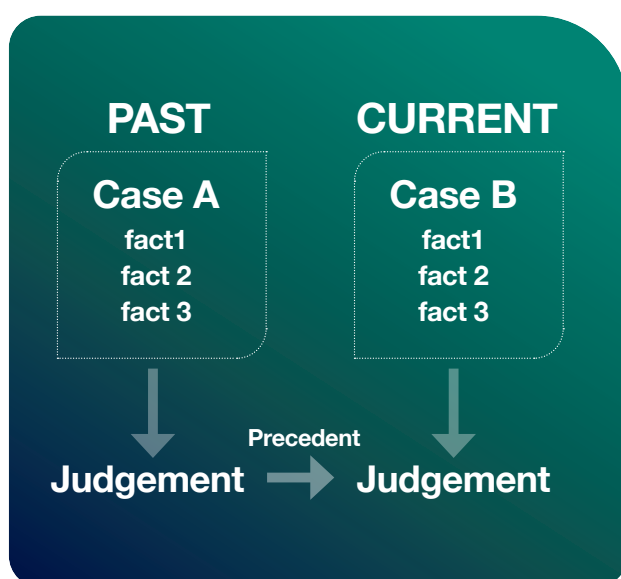 PAST
Case A
fact1
fact 2
fact 3
Judgement
Precedent
CURRENT
Case B
fact1
fact 2
fact 3
Judgement